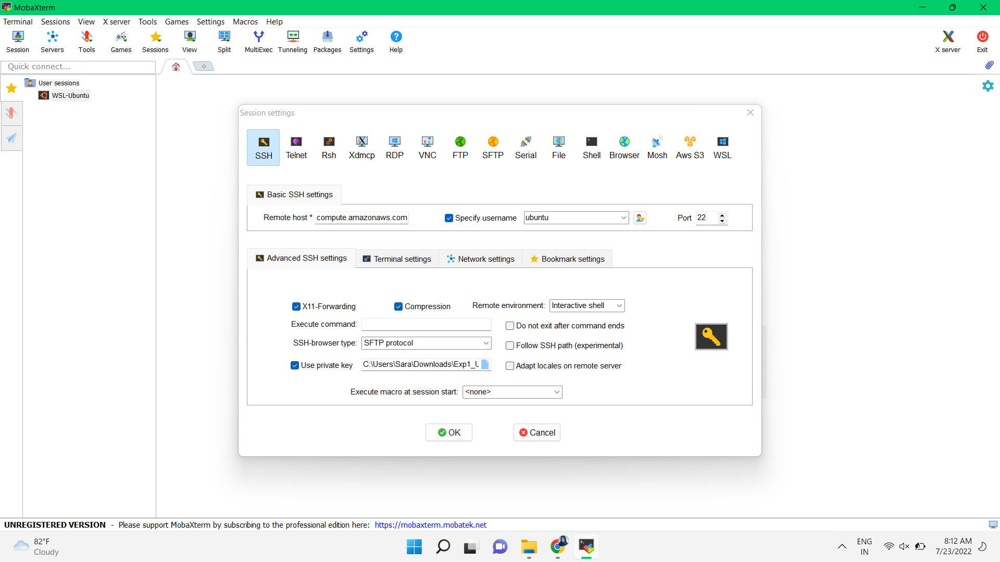 MobaXterm
Terminal Sessions View X server Tools Games Settings Macros Help
Session Servers Tools Games Sessions View Split MultiExec Tunneling Packages Settings Help X server Exit
Quick connect...
User sessions
WSL-Ubuntu
Session settings
SSH Telnet Rsh Xdmcp RDP VNC FTP SFTP Serial File Shell Browser Mosh Aws S3 WSL
Basic SSH settings
Remote host * compute.amazonaws.com Specify username ubuntu Port 22
Advanced SSH settings Terminal settings Network settings Bookmark settings
X11-Forwarding Compression Remote environment: Interactive shell
Execute command: Do not exit after command ends
SSH-browser type: SFTP protocol Follow SSH path (experimental)
Use private key C:\Users\Sara\Downloads\Exp1_U Adapt locales on remote server
Execute macro at session start: <none>
OK Cancel
UNREGISTERED VERSION - Please support MobaXterm by subscribing to the professional edition here: https://mobaxterm.mobatek.net
82°F
Cloudy
ENG
IN
8:12 AM
7/23/2022